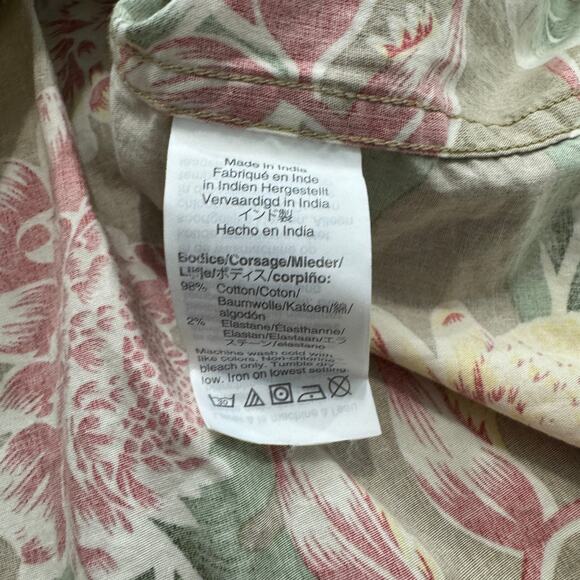 Made in India
Fabriqué en Inde
in Indien Hergestellt
Vervaardigd in India
インド製
Hecho en India
Bodice/Corsage/Mieder/
Lijfje/ボディス/corpiño:
98% Cotton/Coton/
Baumwolle/Katoen/綿/
algodón
2% Elastane/Élasthanne/
Elastan/Elastaan/エラ
ステーン/elastano
Machine wash cold with
like colors. Non-chlorine
bleach only. Tumble dry
low. Iron on lowest setting.